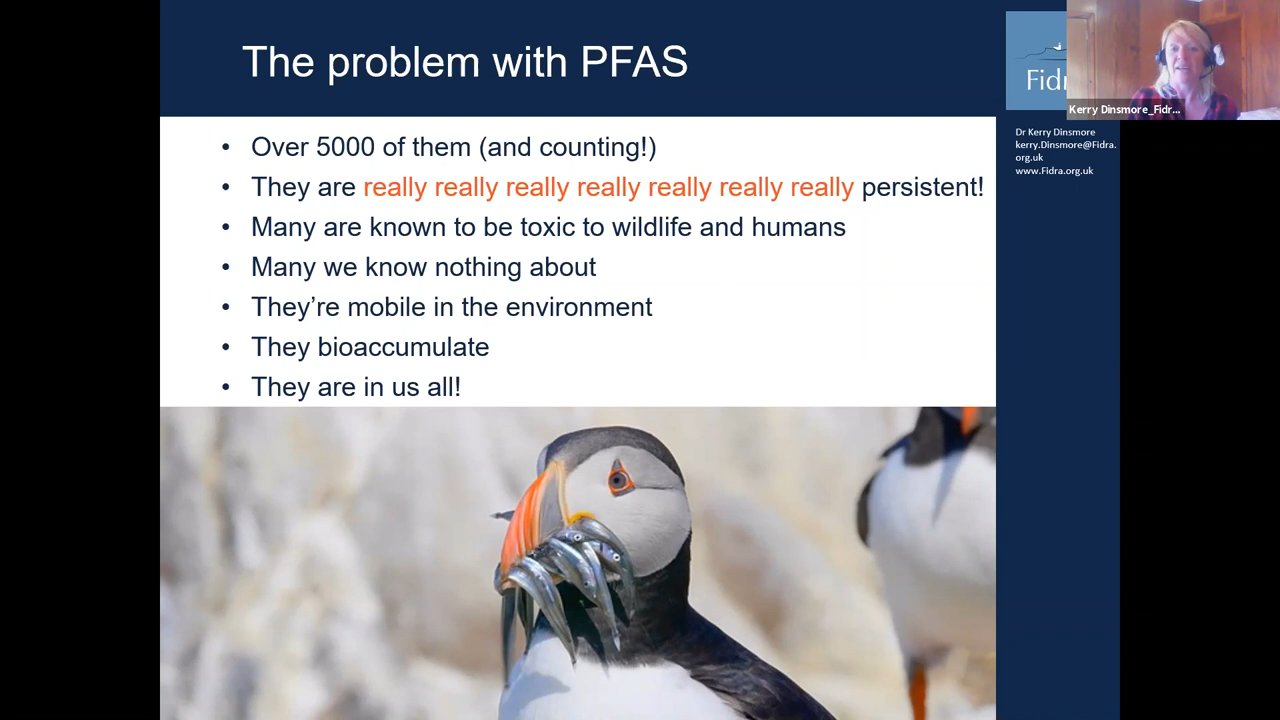 The problem with PFAS
• Over 5000 of them (and counting!)
• They are really really really really really really really persistent!
• Many are known to be toxic to wildlife and humans
• Many we know nothing about
• They’re mobile in the environment
• They bioaccumulate
• They are in us all!
Kerry Dinsmore_Fidr...
Dr Kerry Dinsmore
kerry.Dinsmore@Fidra.
org.uk
www.Fidra.org.uk